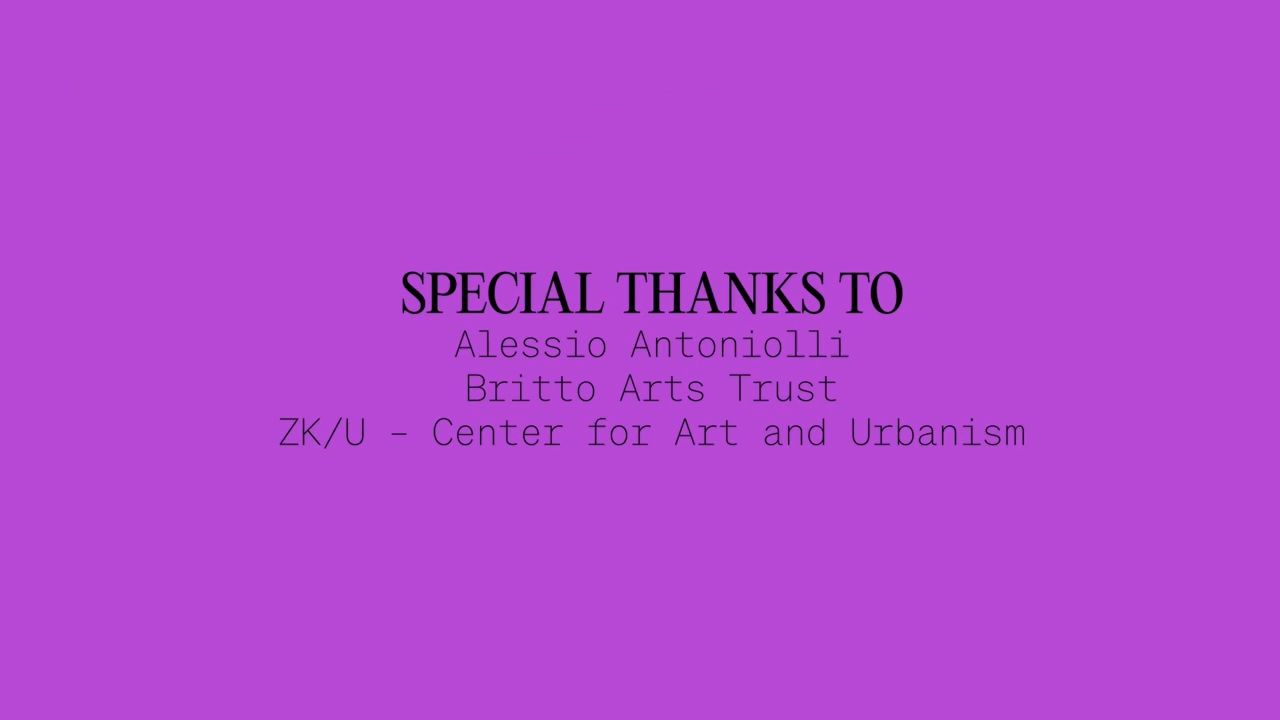 SPECIAL THANKS TO
Alessio Antoniolli
Britto Arts Trust
ZK/U – Center for Art and Urbanism